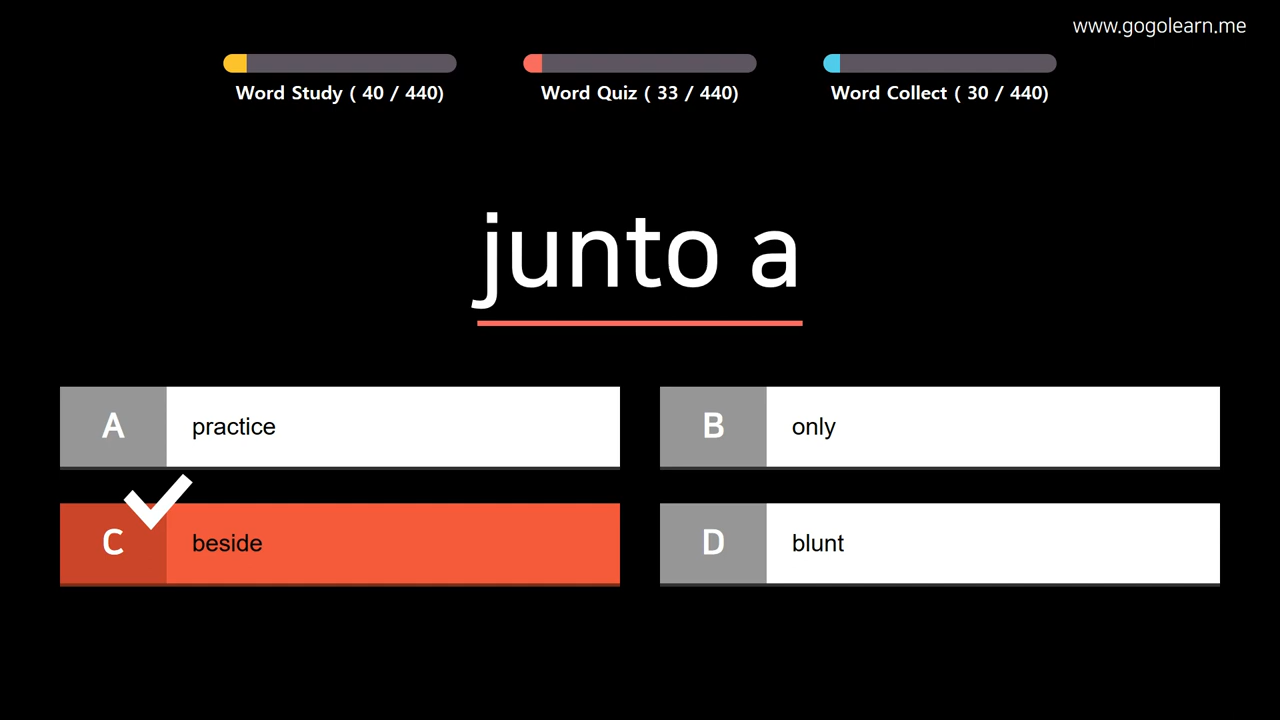 www.gogolearn.me
Word Study ( 40 / 440)
Word Quiz ( 33 / 440)
Word Collect ( 30 / 440)
junto a
A practice
B only
C beside
D blunt